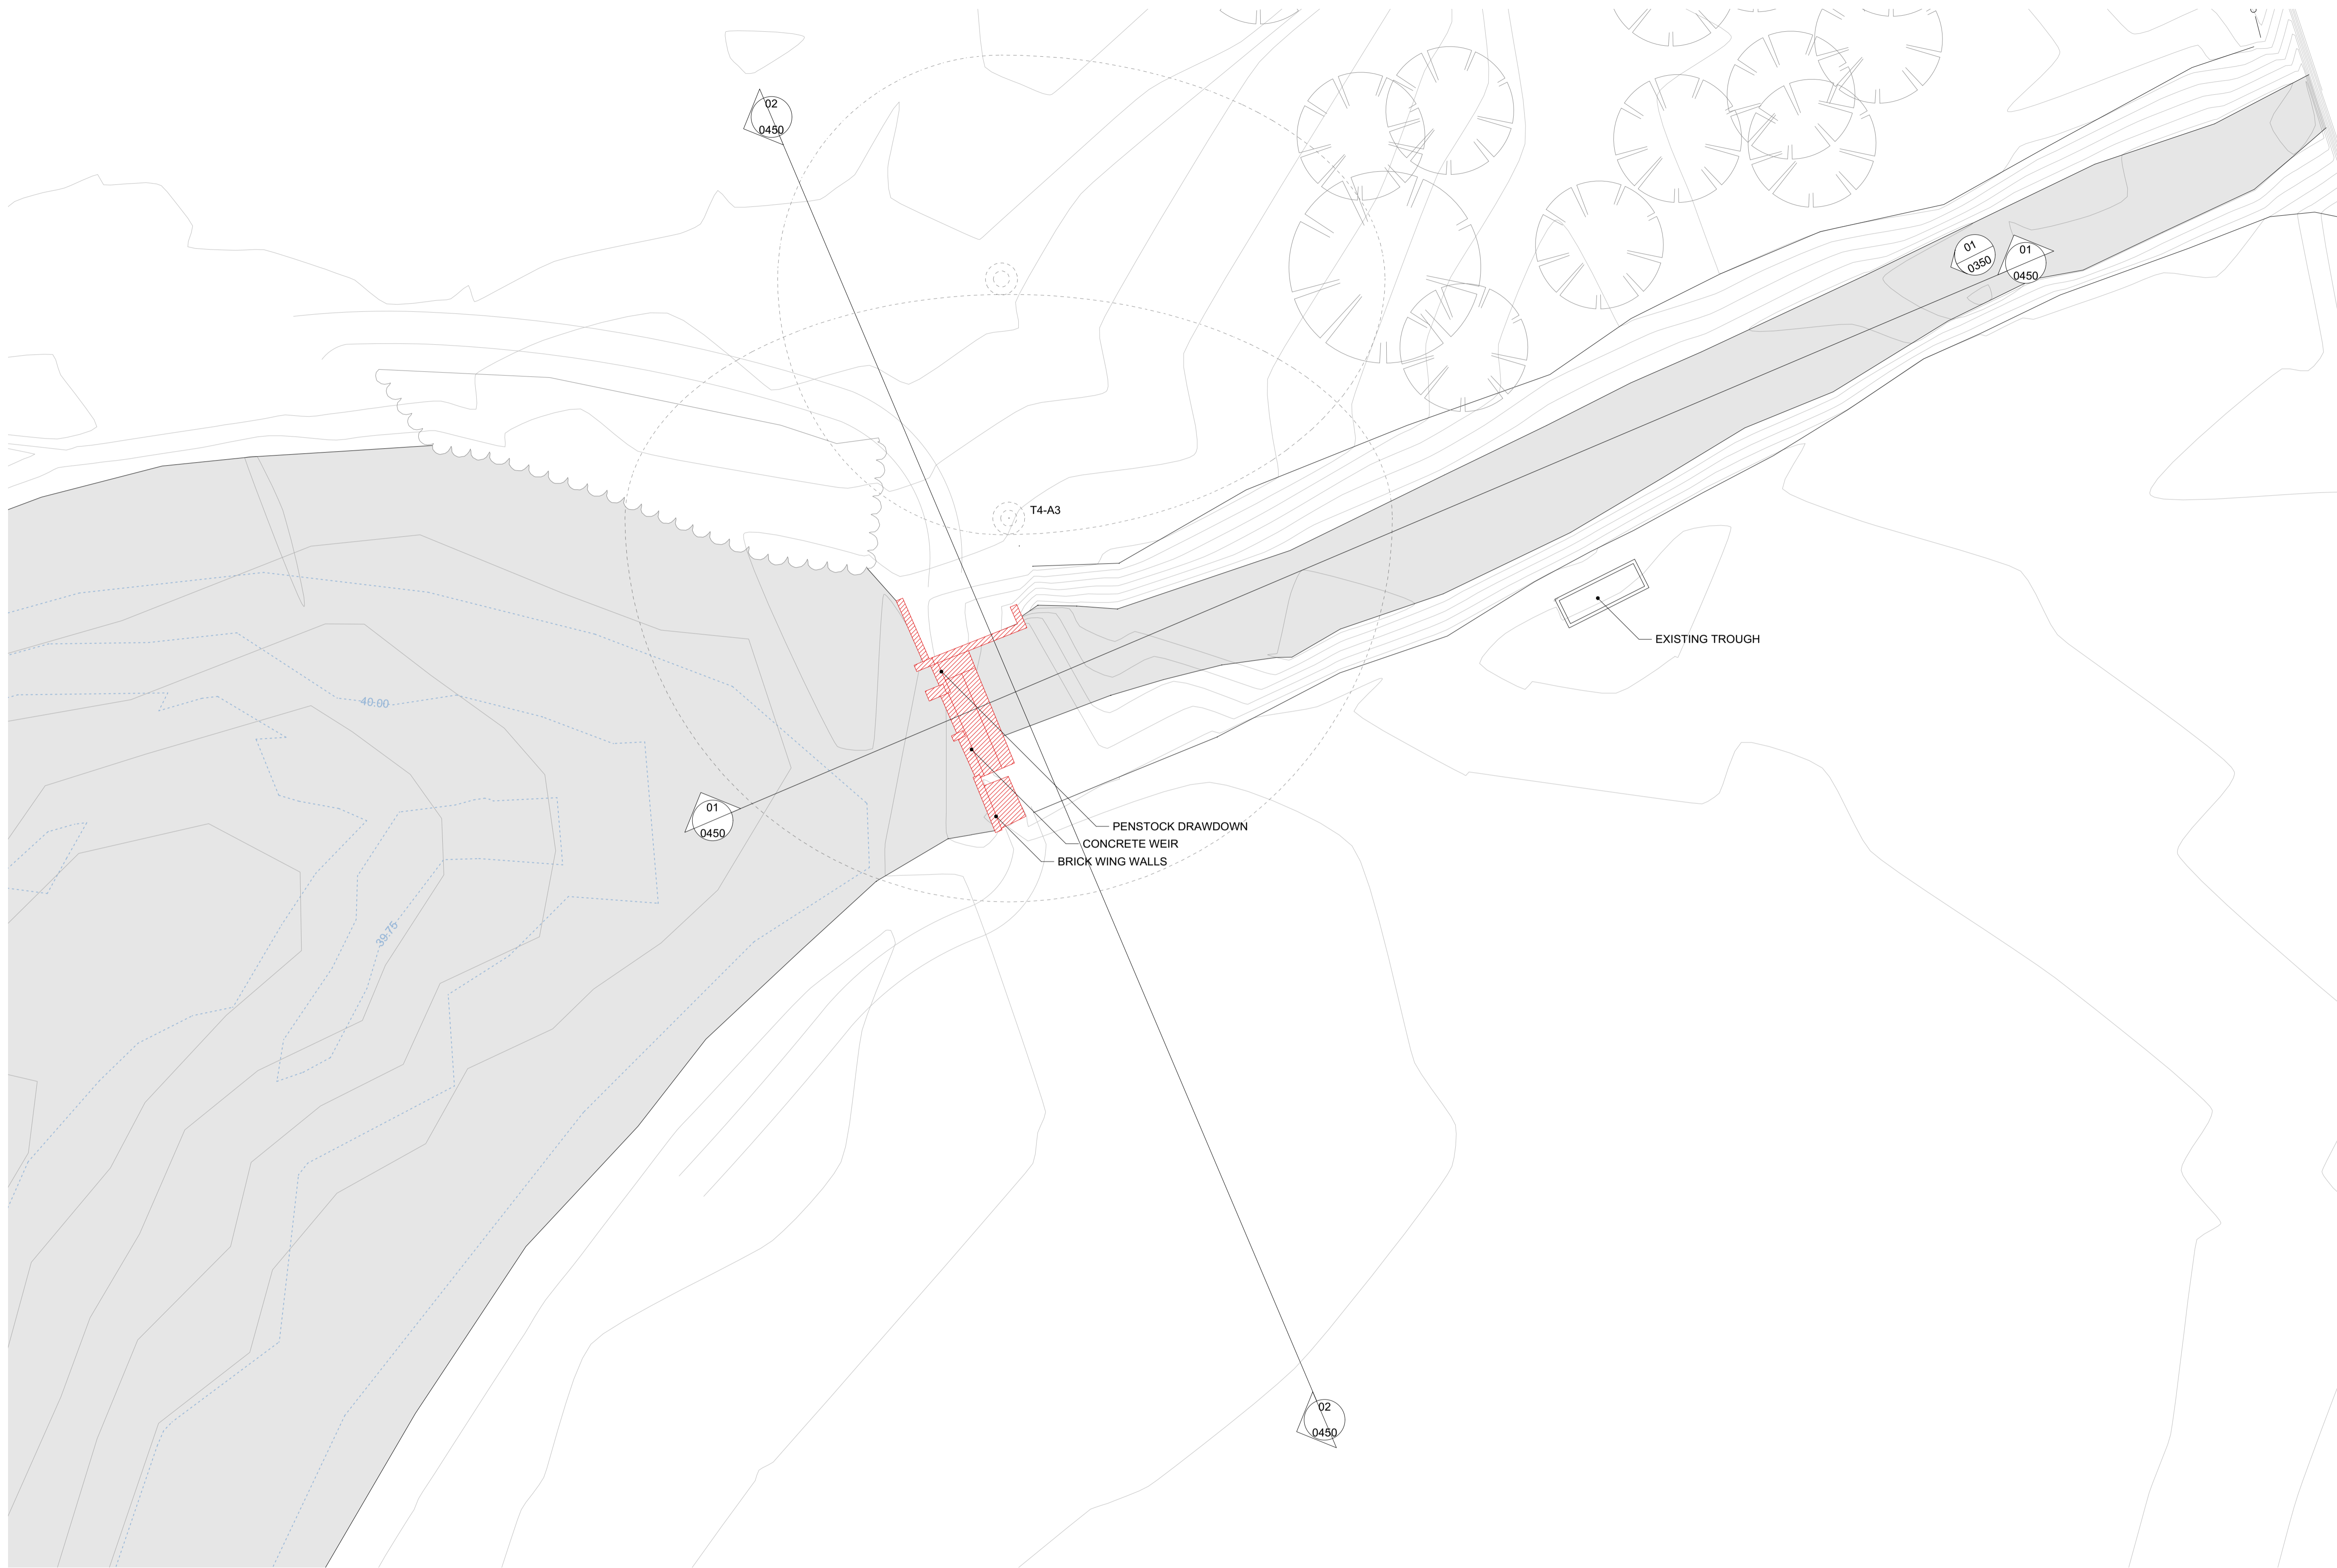 02
0450
01
0350
01
0450
T4-A3
EXISTING TROUGH
40.00
01
0450
PENSTOCK DRAWDOWN
CONCRETE WEIR
BRICK WING WALLS
39.75
02
0450